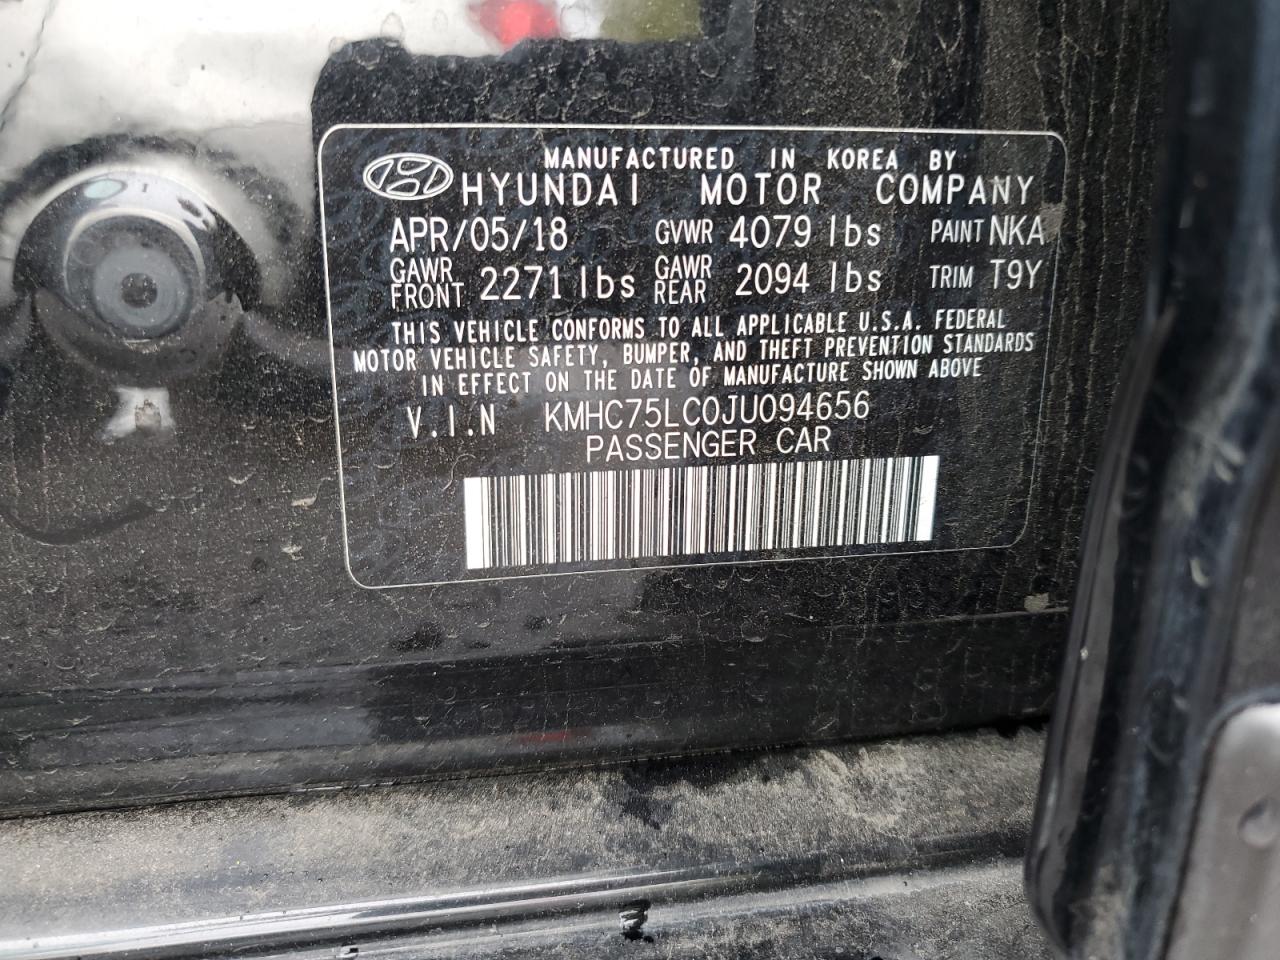 MANUFACTURED IN KOREA BY
HYUNDAI MOTOR COMPANY
APR/05/18 GVWR 4079 lbs PAINT NKA
GAWR FRONT 2271 lbs GAWR REAR 2094 lbs TRIM T9Y
THIS VEHICLE CONFORMS TO ALL APPLICABLE U.S.A. FEDERAL
MOTOR VEHICLE SAFETY, BUMPER, AND THEFT PREVENTION STANDARDS
IN EFFECT ON THE DATE OF MANUFACTURE SHOWN ABOVE
V.I.N KMHC75LC0JU094656
PASSENGER CAR